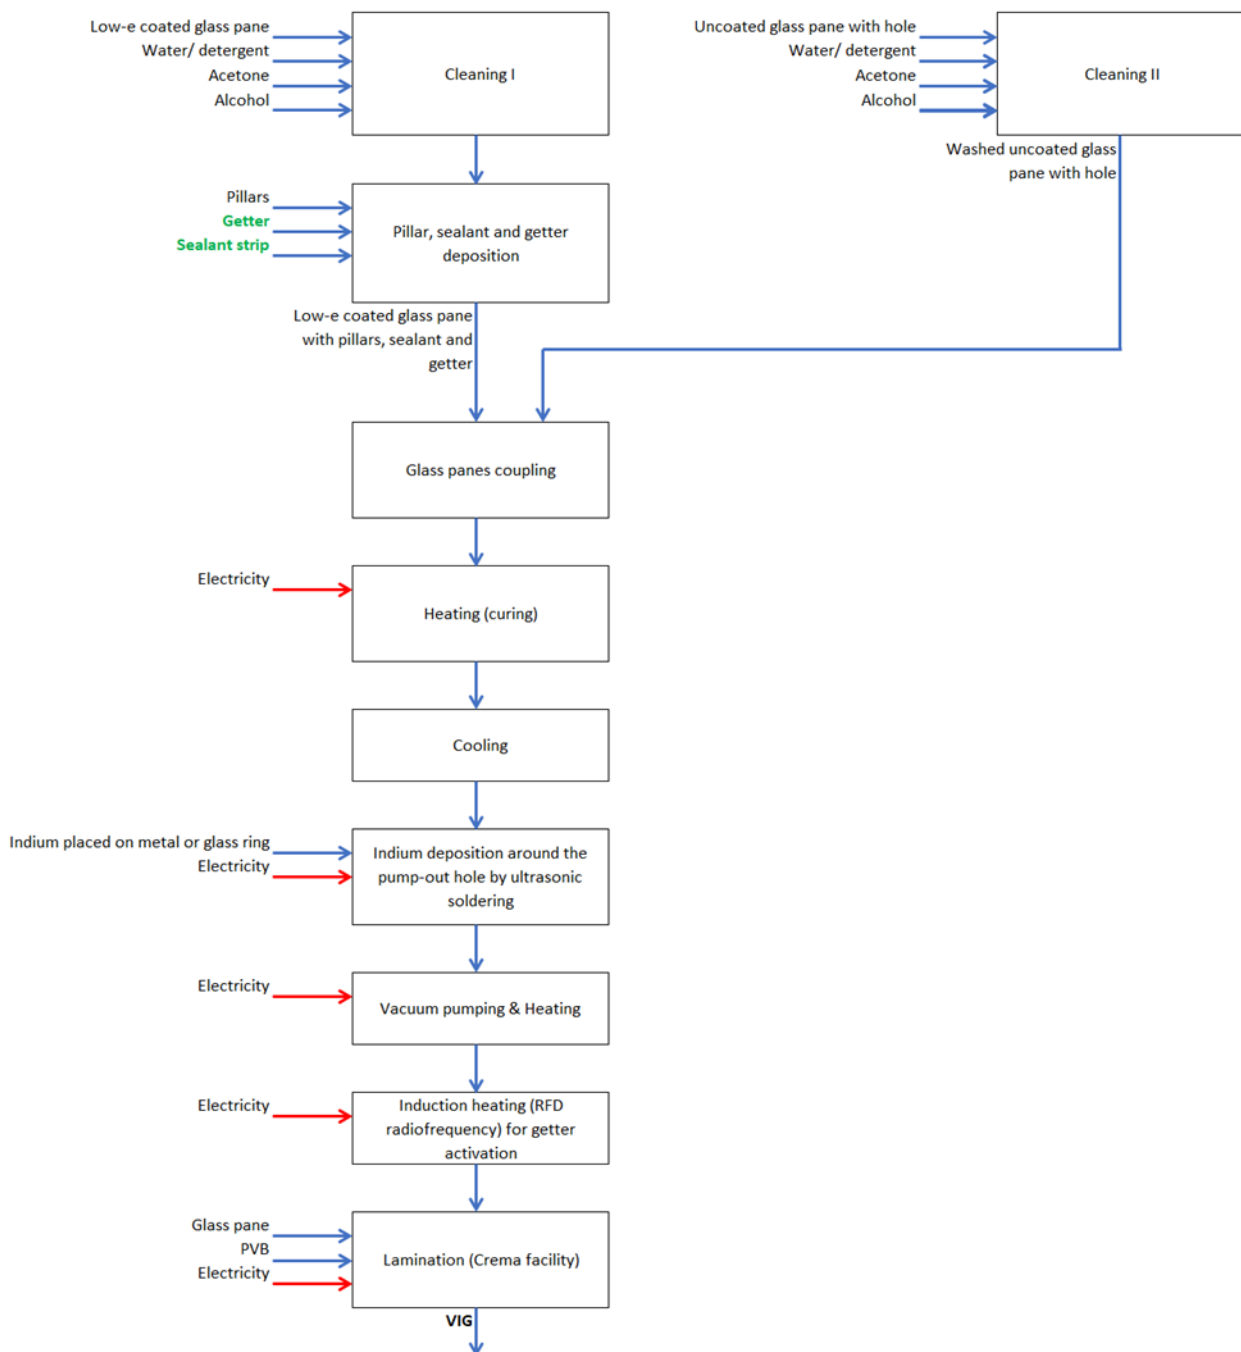 Low-e coated glass pane
Water/ detergent
Acetone
Alcohol
Cleaning I
Uncoated glass pane with hole
Water/ detergent
Acetone
Alcohol
Cleaning II
Washed uncoated glass
pane with hole
Pillars
Getter
Sealant strip
Pillar, sealant and getter
deposition
Low-e coated glass pane
with pillars, sealant and
getter
Glass panes coupling
Electricity
Heating (curing)
Cooling
Indium placed on metal or glass ring
Electricity
Indium deposition around the
pump-out hole by ultrasonic
soldering
Electricity
Vacuum pumping & Heating
Electricity
Induction heating (RFD
radiofrequency) for getter
activation
Glass pane
PVB
Electricity
Lamination (Crema facility)
VIG